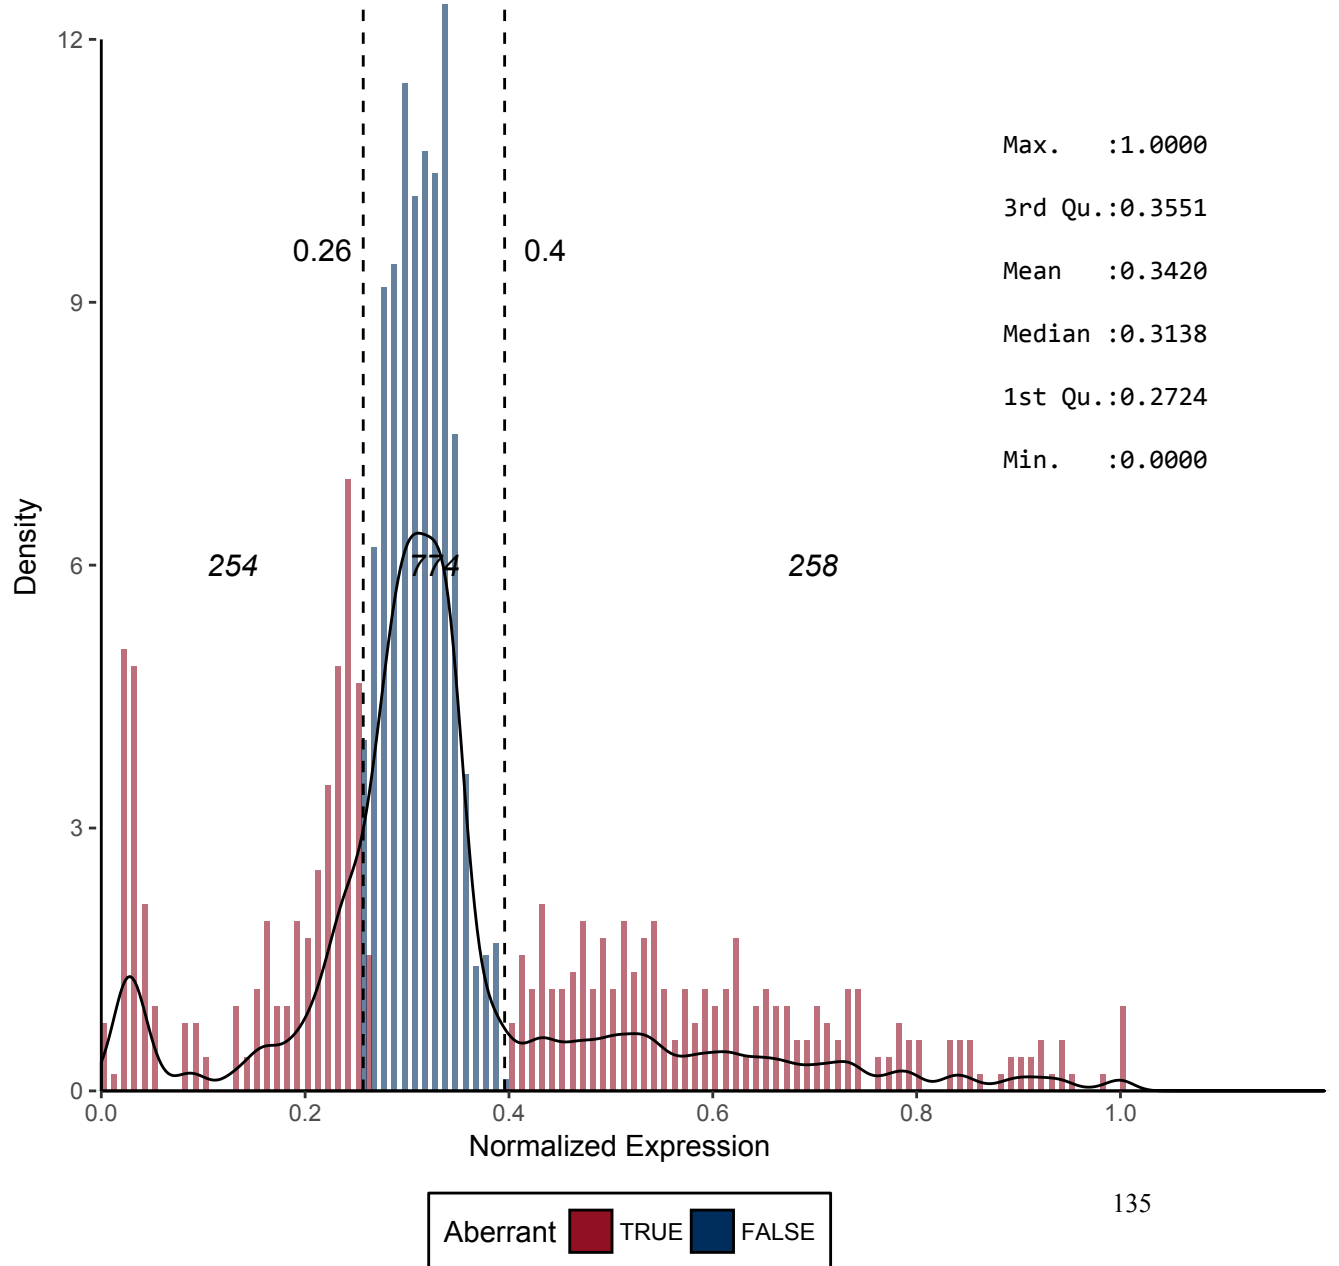 12
Max. :1.0000
3rd Qu.:0.3551
0.26
0.4
Mean :0.3420
9
Median :0.3138
1st Qu.:0.2724
Min. :0.0000
Density
6
254
774
258
3
0
0.0 0.2 0.4 0.6 0.8 1.0
Normalized Expression
135
Aberrant TRUE FALSE